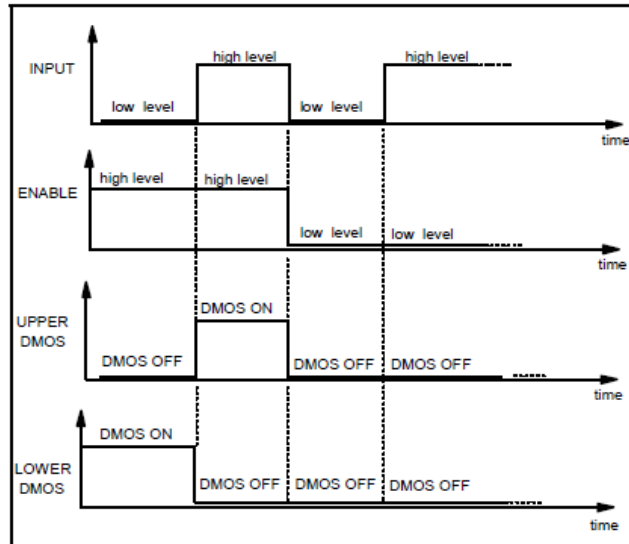 INPUT
high level
high level
low level
low level
time
ENABLE
high level
high level
low level
low level
time
UPPER
DMOS
DMOS ON
DMOS OFF
DMOS OFF
DMOS OFF
time
LOWER
DMOS
DMOS ON
DMOS OFF
DMOS OFF
DMOS OFF
time